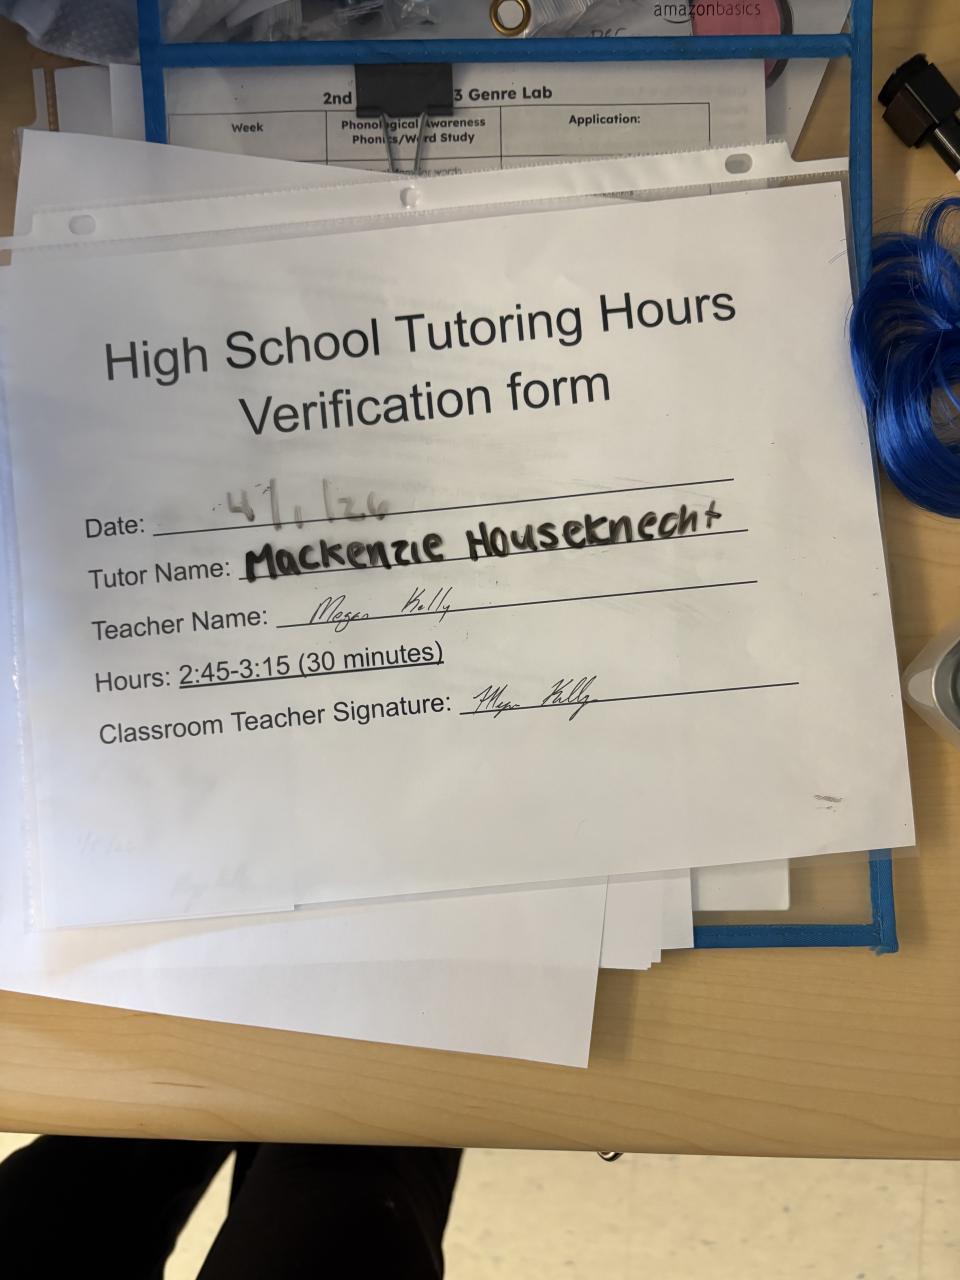 amazonbasics
2nd 3 Genre Lab
Week
Phonological Awareness
Phonics/Word Study
Application:
words
High School Tutoring Hours
Verification form
Date: 4/1/26
Tutor Name: Mackenzie Houseknecht
Teacher Name: Megan Kelly
Hours: 2:45-3:15 (30 minutes)
Classroom Teacher Signature: Megan Kelly